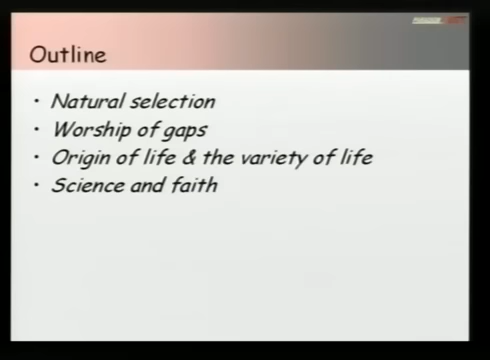 Outline
• Natural selection
• Worship of gaps
• Origin of life & the variety of life
• Science and faith